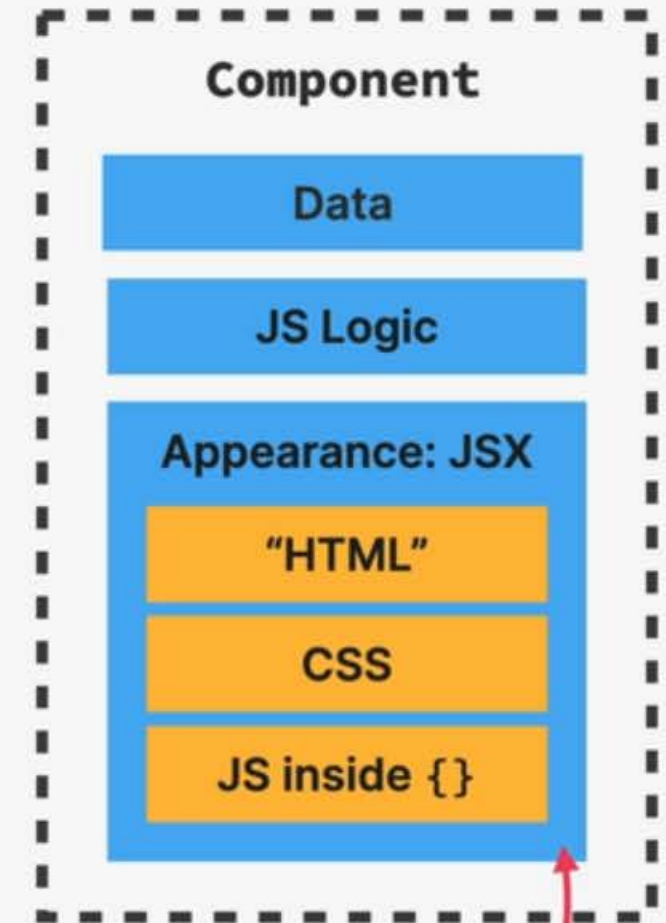 Component
Data
JS Logic
Appearance: JSX
“HTML”
CSS
JS inside {}